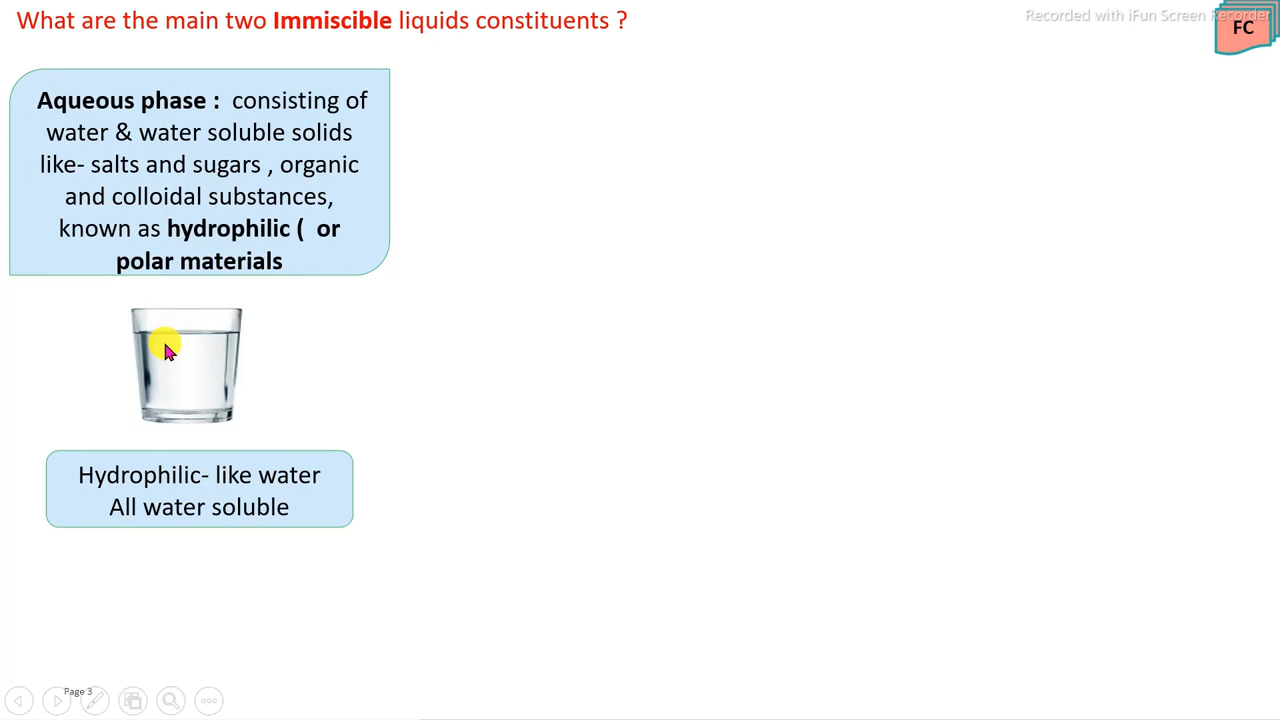 What are the main two Immiscible liquids constituents ?
Recorded with iFun Screen Recorder
FC
Aqueous phase : consisting of
water & water soluble solids
like- salts and sugars , organic
and colloidal substances,
known as hydrophilic ( or
polar materials
Hydrophilic- like water
All water soluble
Page 3